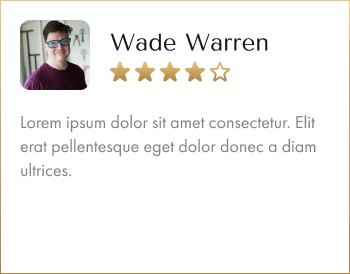 Wade Warren
Lorem ipsum dolor sit amet consectetur. Elit
erat pellentesque eget dolor donec a diam
ultrices.